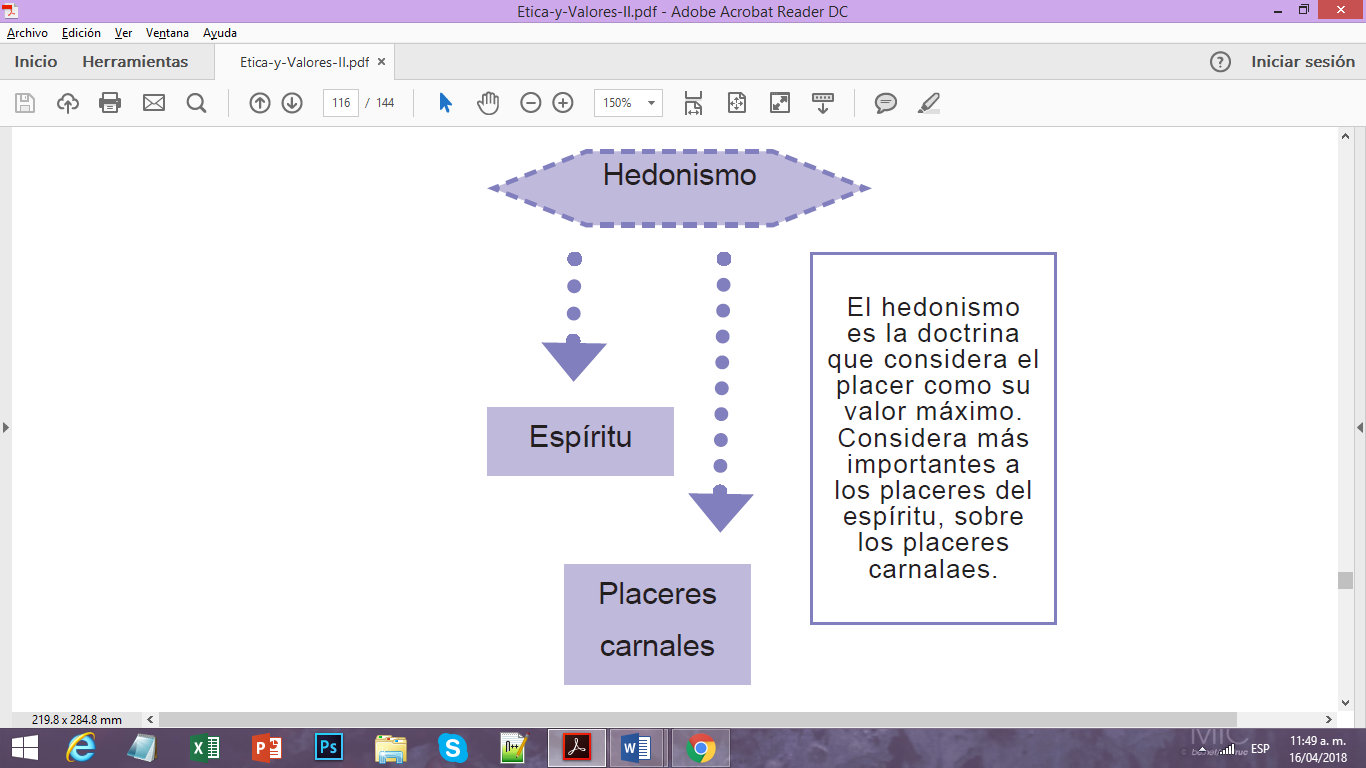 Etica-y-Valores-II.pdf - Adobe Acrobat Reader DC
Archivo Edición Ver Ventana Ayuda
Inicio Herramientas Etica-y-Valores-II.pdf × Iniciar sesión
116 / 144 150%
Hedonismo
Espíritu
Placeres
carnales
El hedonismo
es la doctrina
que considera el
placer como su
valor máximo.
Considera más
importantes a
los placeres del
espíritu, sobre
los placeres
carnalaes.
219.8 x 284.8 mm
ESP
11:49 a. m.
16/04/2018